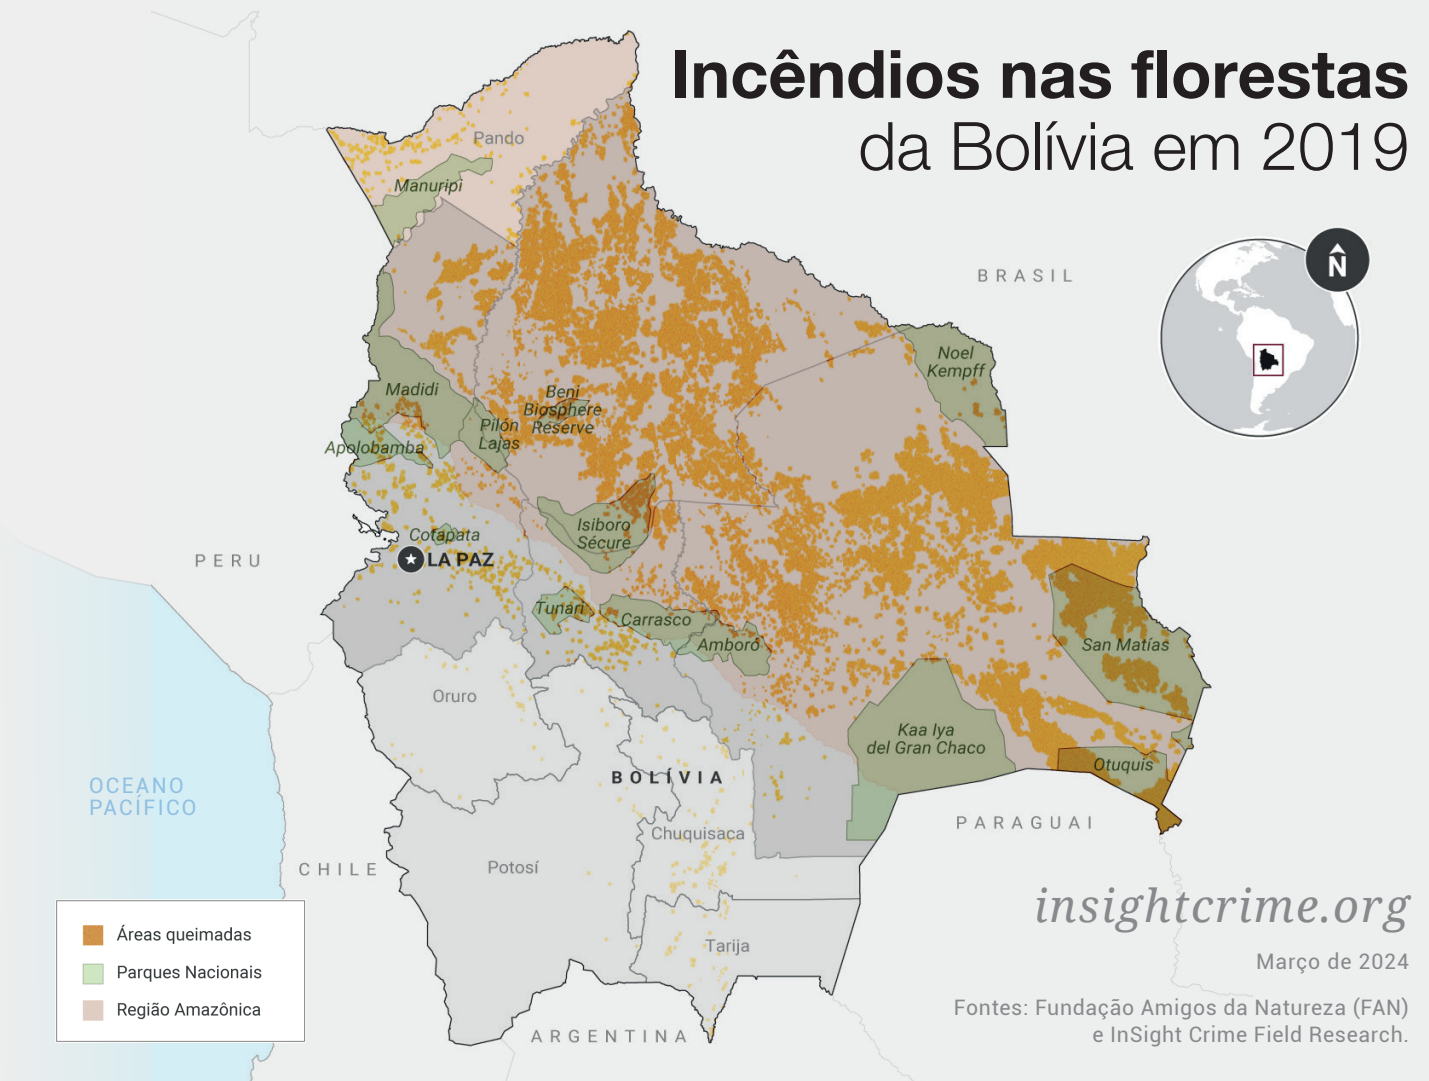 Incêndios nas florestas
da Bolívia em 2019
Pando
Manuripi
BRASIL
N
Noel
Kempff
Madidi
Beni
Biosphere
Reserve
Pilón
Lajas
Apolobamba
Isiboro
Sécure
Cotapata
LA PAZ
PERU
Tunari
Carrasco
Amboró
San Matías
Oruro
Kaa Iya
del Gran Chaco
Otuquis
BOLÍVIA
OCEANO
PACÍFICO
PARAGUAI
Chuquisaca
Potosí
CHILE
Tarija
ARGENTINA
Áreas queimadas
Parques Nacionais
Região Amazônica
insightcrime.org
Março de 2024
Fontes: Fundação Amigos da Natureza (FAN)
e InSight Crime Field Research.